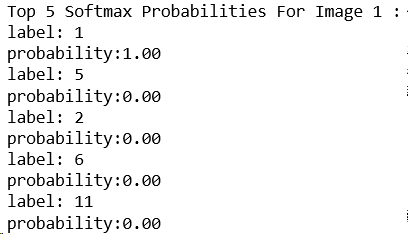 Top 5 Softmax Probabilities For Image 1 :
label: 1
probability:1.00
label: 5
probability:0.00
label: 2
probability:0.00
label: 6
probability:0.00
label: 11
probability:0.00